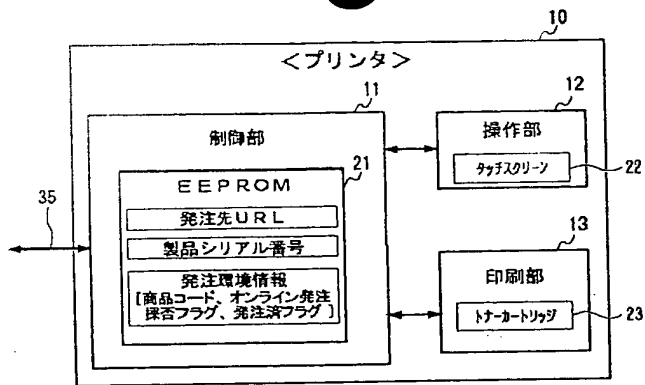 10
<プリンタ>
11
制御部
21
EEPROM
発注先URL
製品シリアル番号
発注環境情報
[商品コード、オンライン発注
採否フラグ、発注済フラグ]
35
12
操作部
タッチスクリーン
22
13
印刷部
トナーカートリッジ
23